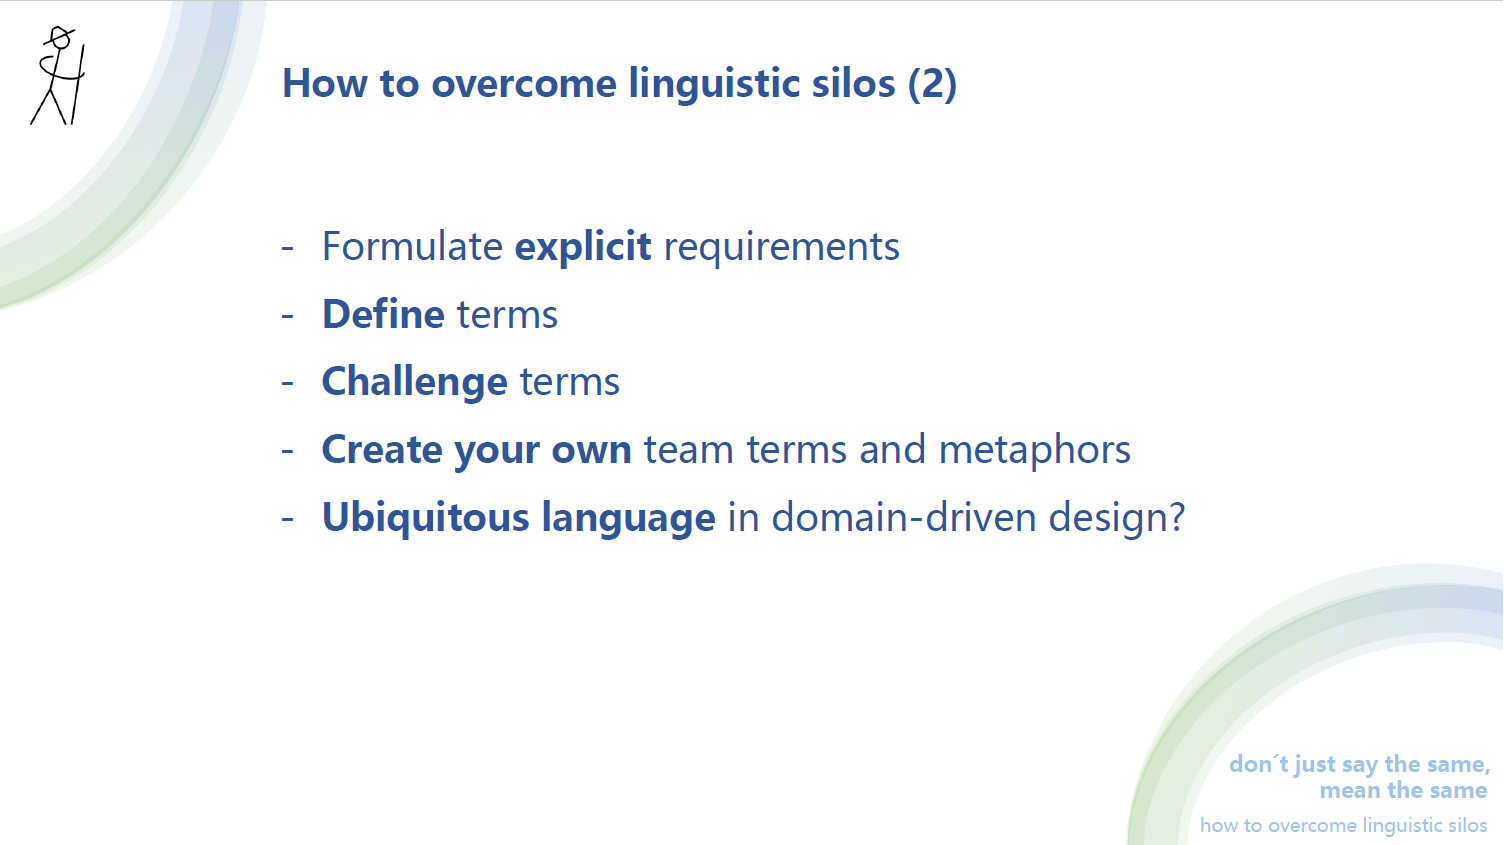 How to overcome linguistic silos (2)
- Formulate explicit requirements
- Define terms
- Challenge terms
- Create your own team terms and metaphors
- Ubiquitous language in domain-driven design?
don´t just say the same,
mean the same
how to overcome linguistic silos